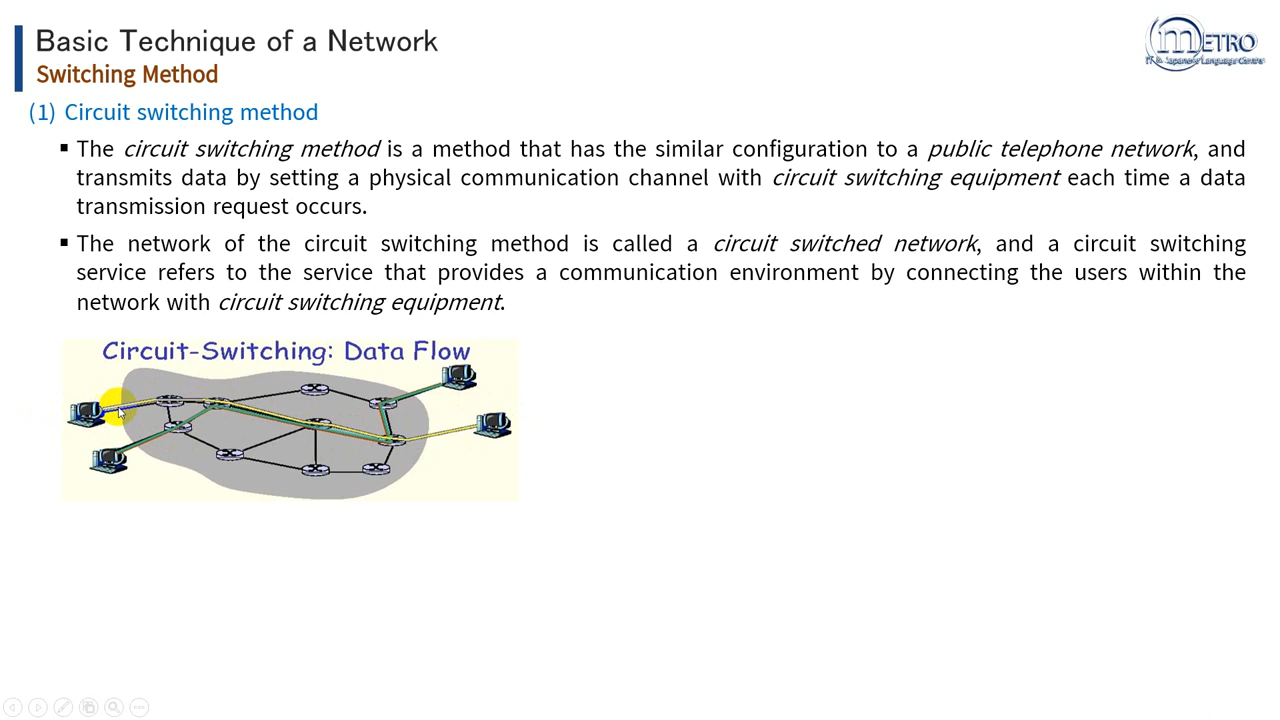 Basic Technique of a Network
Switching Method
METRO
IT & Japanese Language Centre
(1) Circuit switching method
▪ The circuit switching method is a method that has the similar configuration to a public telephone network, and
transmits data by setting a physical communication channel with circuit switching equipment each time a data
transmission request occurs.
▪ The network of the circuit switching method is called a circuit switched network, and a circuit switching
service refers to the service that provides a communication environment by connecting the users within the
network with circuit switching equipment.
Circuit-Switching: Data Flow